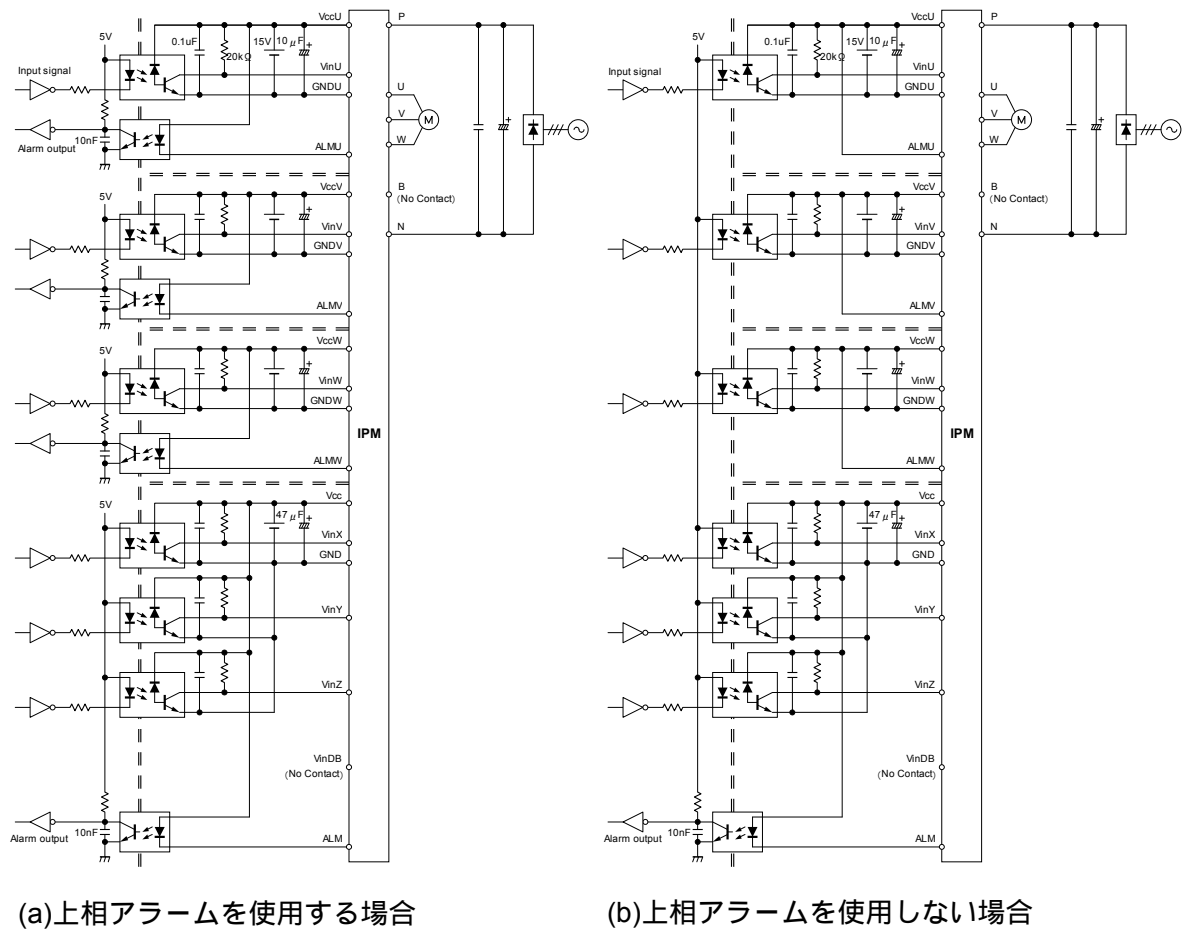 VccU
P
5V
0.1uF
20kΩ
15V
10μF
+
Input signal
VinU
GNDU
U
V
W
M
Alarm output
10nF
ALMU
5V
VccV
B
(No Contact)
+
VinV
N
GNDV
ALMV
5V
VccW
+
VinW
GNDW
IPM
ALMW
5V
Vcc
47μF
+
VinX
GND
VinY
VinZ
VinDB
(No Contact)
Alarm output
10nF
ALM
(a)上相アラームを使用する場合
VccU
P
5V
0.1uF
20kΩ
15V
10μF
+
Input signal
VinU
GNDU
U
V
W
M
ALMU
VccV
B
(No Contact)
+
VinV
N
GNDV
ALMV
VccW
+
VinW
GNDW
IPM
ALMW
Vcc
47μF
+
VinX
GND
VinY
VinZ
VinDB
(No Contact)
Alarm output
10nF
ALM
(b)上相アラームを使用しない場合